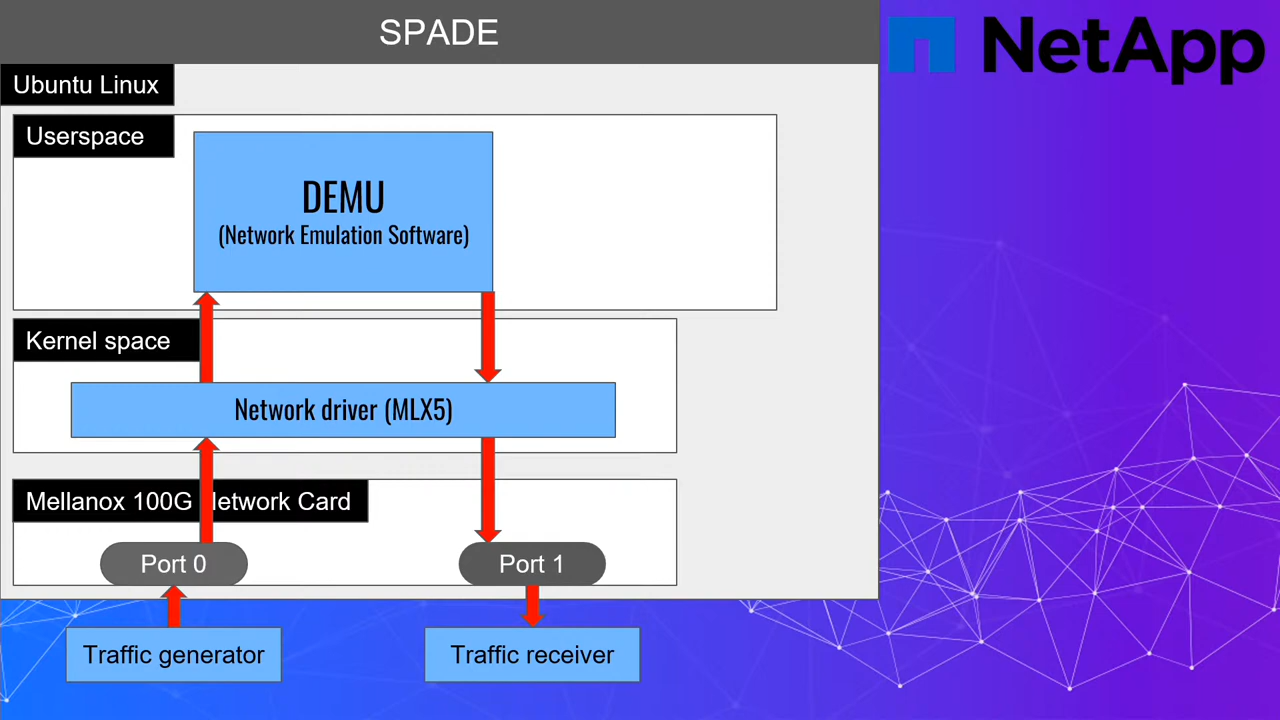 SPADE
NetApp
Ubuntu Linux
Userspace
DEMU
(Network Emulation Software)
Kernel space
Network driver (MLX5)
Mellanox 100G Network Card
Port 0
Port 1
Traffic generator
Traffic receiver